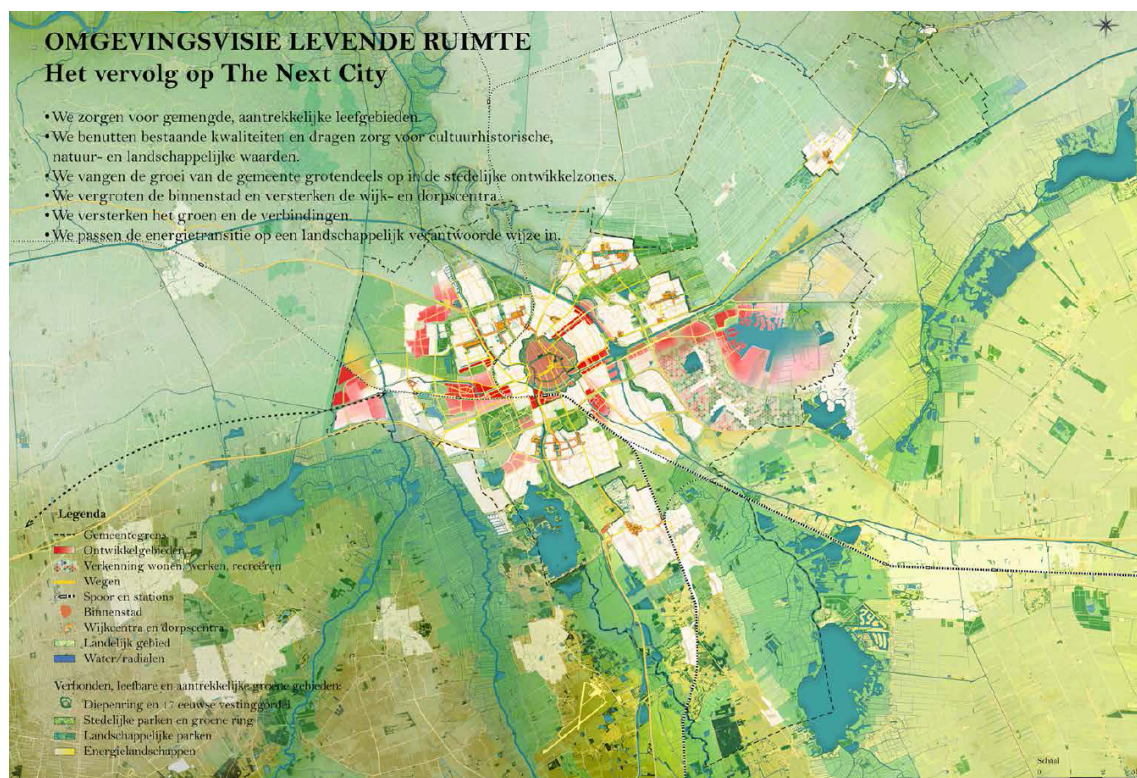 OMGEVINGSVISIE LEVENDE RUIMTE
Het vervolg op The Next City
• We zorgen voor gemengde, aantrekkelijke leefgebieden.
• We benutten bestaande kwaliteiten en dragen zorg voor cultuurhistorische,
natuur- en landschappelijke waarden.
• We vangen de groei van de gemeente grotendeels op in de stedelijke ontwikkelzones.
• We vergroten de binnenstad en versterken de wijk- en dorpscentra.
• We versterken het groen en de verbindingen.
• We passen de energietransitie op een landschappelijk verantwoorde wijze in.
Legenda
Gemeentegrens
Ontwikkelgebieden
Verkenning wonen, werken, recreëren
Wegen
Spoor en stations
Binnenstad
Wijkcentra en dorpscentra
Landelijk gebied
Water/radialen
Verbonden, leefbare en aantrekkelijke groene gebieden:
Diepenring en 17 eeuwse vestinggordel
Stedelijke parken en groene ring
Landschappelijke parken
Energielandschappen
Schaal
0 1 2